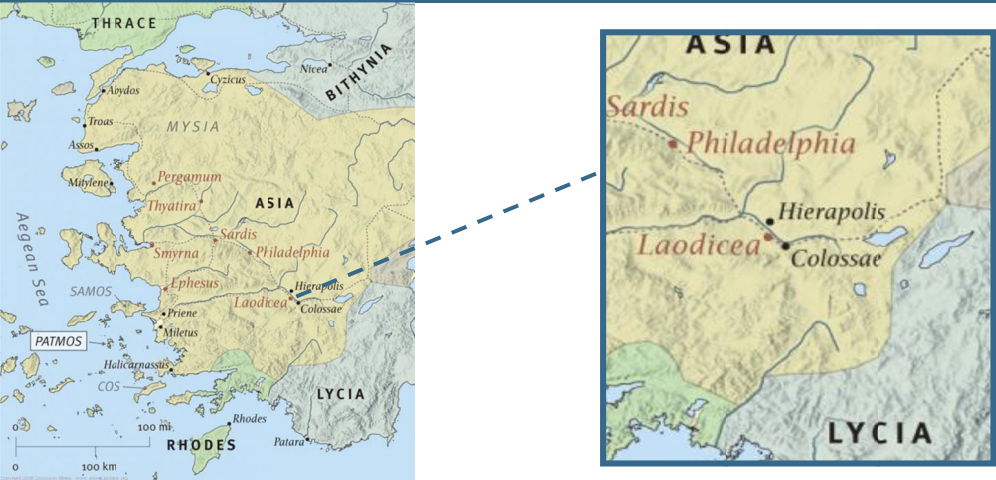 THRACE
BITHYNIA
Nicea
Cyzicus
Abydos
Troas
MYSIA
Assos
Mitylene
Pergamum
Thyatira
ASIA
Aegean Sea
Sardis
Smyrna
Philadelphia
Ephesus
SAMOS
Hierapolis
Laodicea
Colossae
Priene
Miletus
PATMOS
Halicarnassus
COS
LYCIA
Rhodes
RHODES
Patara
0 100 mi
0 100 km
ASIA
Sardis
Philadelphia
Hierapolis
Laodicea
Colossae
LYCIA